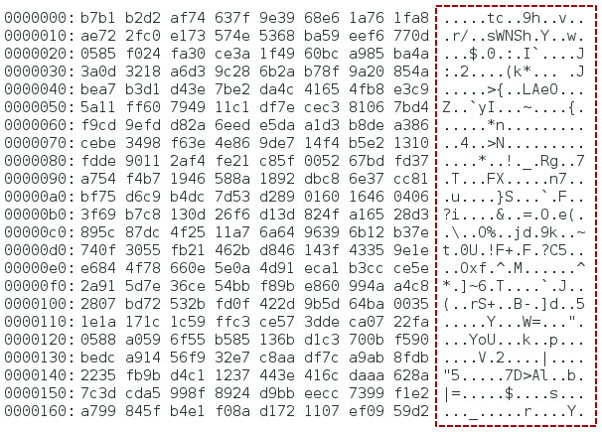 0000000: b7b1 b2d2 af74 637f 9e39 68e6 1a76 1fa8 .....tc..9h..v..
0000010: ae72 2fc0 e173 574e 5368 ba59 eef6 770d .r/..sWNSh.Y..w.
0000020: 0585 f024 fa30 ce3a 1f49 60bc a985 ba4a ...$.0.:.I`....J
0000030: 3a0d 3218 a6d3 9c28 6b2a b78f 9a20 854a :.2....(k*... .J
0000040: bea7 b3d1 d43e 7be2 da4c 4165 4fb8 e3c9 .....>{..LAeO...
0000050: 5a11 ff60 7949 11c1 df7e cec3 8106 7bd4 Z..`yI...~....{.
0000060: f9cd 9efd d82a 6eed e5da a1d3 b8de a386 .....*n.........
0000070: cebe 3498 f63e 4e86 9de7 14f4 b5e2 1310 ..4..>N.........
0000080: fdde 9011 2af4 fe21 c85f 0052 67bd fd37 ....*..!._.Rg..7
0000090: a754 f4b7 1946 588a 1892 dbc8 6e37 cc81 .T...FX.....n7..
00000a0: bf75 d6c9 b4dc 7d53 d289 0160 1646 0406 .u....}S...`.F..
00000b0: 3f69 b7c8 130d 26f6 d13d 824f a165 28d3 ?i....&..=.O.e(.
00000c0: 895c 87dc 4f25 11a7 6a64 9639 6b12 b37e .\..O%..jd.9k..~
00000d0: 740f 3055 fb21 462b d846 143f 4335 9e1e t.0U.!F+.F.?C5..
00000e0: e684 4f78 660e 5e0a 4d91 eca1 b3cc ce5e ..Oxf.^.M......^
00000f0: 2a91 5d7e 36ce 54bb f89b e860 994a a4c8 *.]~6.T....`.J..
0000100: 2807 bd72 532b fd0f 422d 9b5d 64ba 0035 (..rS+..B-.]d..5
0000110: 1e1a 171c 1c59 ffc3 ce57 3dde ca07 22fa .....Y...W=...".
0000120: 0588 a059 6f55 b585 136b d1c3 700b f590 ...YoU...k..p...
0000130: bedc a914 56f9 32e7 c8aa df7c a9ab 8fdb ....V.2....|....
0000140: 2235 fb9b d4c1 1237 443e 416c daaa 628a "5.....7D>Al..b.
0000150: 7c3d cda5 998f 8924 d9bb eecc 7399 f1e2 |=.....$....s...
0000160: a799 845f b4e1 f08a d172 1107 ef09 59d2 ..._.....r....Y.